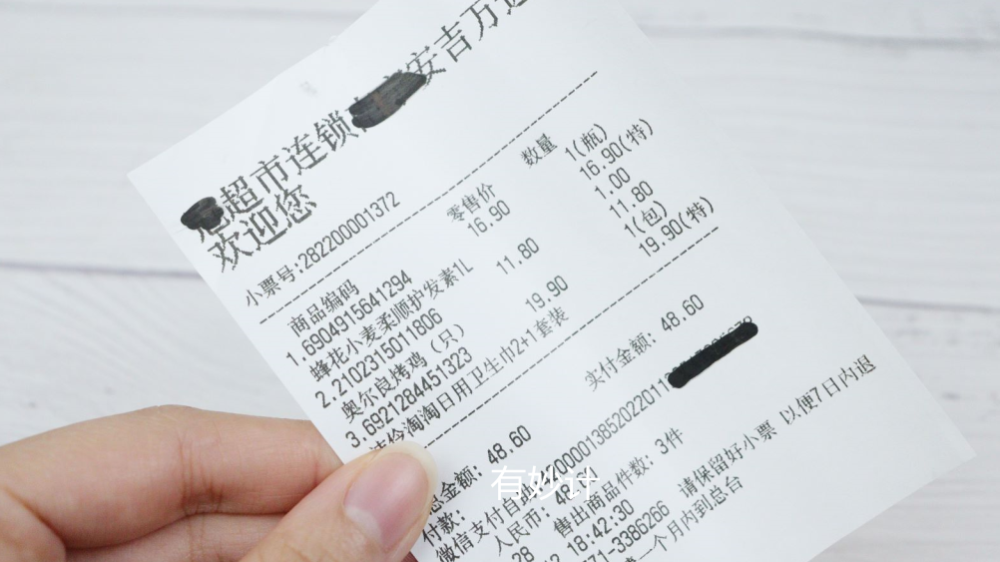 超市连锁 安吉万
欢迎您
小票号:282200001372
商品编码 零售价 数量
1.6904915641294 16.90 1(瓶)
蜂花小麦柔顺护发素1L 16.90(特)
2.2102315011806 11.80 1.00
奥尔良烤鸡（只） 11.80
3.6921284451323 19.90 1(包)
洁伶淘淘日用卫生巾2+1套装 19.90(特)
总金额: 48.60 实付金额: 48.60
付款:
微信支付自助 0000138520220110
人民币: 48.
28 售出商品件数: 3件
18:42:30 请保留好小票 以便7日内退
71-3386266
一个月内到总台
有妙计